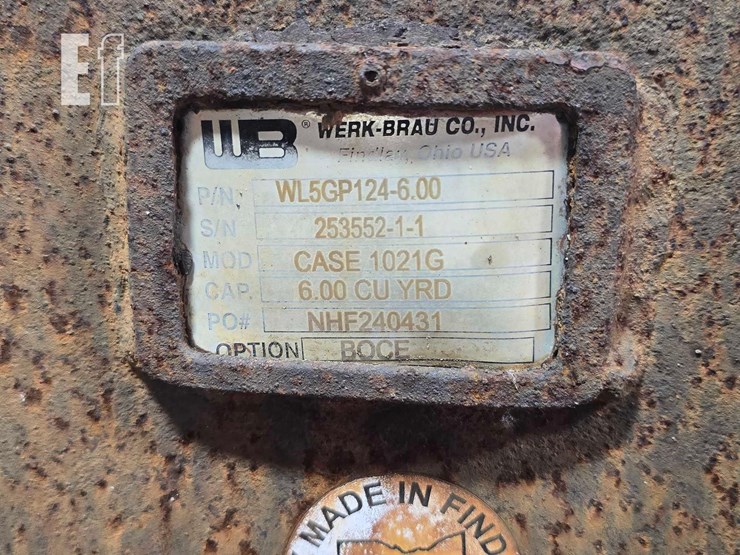 Ef
WB ® WERK-BRAU CO., INC.
Findlay, Ohio USA
P/N WL5GP124-6.00
S/N 253552-1-1
MOD CASE 1021G
CAP. 6.00 CU YRD
PO# NHF240431
OPTION BOCE
MADE IN FIND